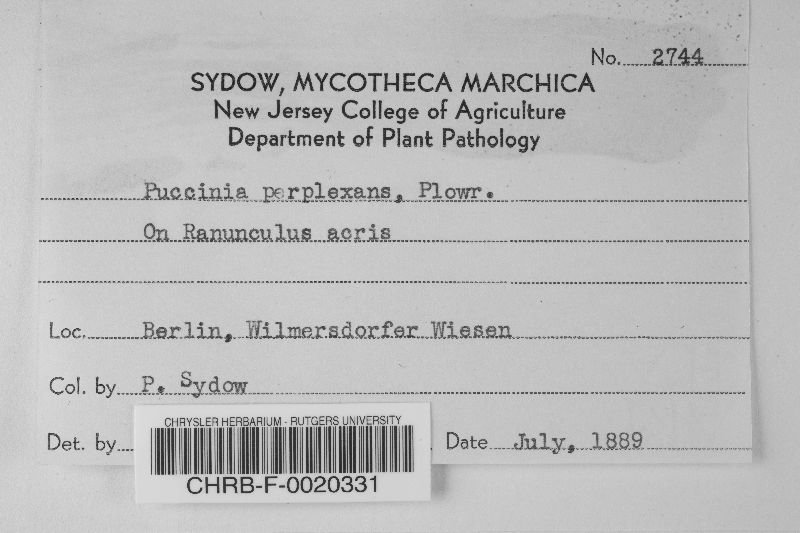 No. 2744
SYDOW, MYCOTHECA MARCHICA
New Jersey College of Agriculture
Department of Plant Pathology
Puccinia perplexans, Plowr.
On Ranunculus acris
Loc. Berlin, Wilmersdorfer Wiesen
Col. by P. Sydow
Det. by Date July, 1889
CHRYSLER HERBARIUM - RUTGERS UNIVERSITY
CHRB-F-0020331